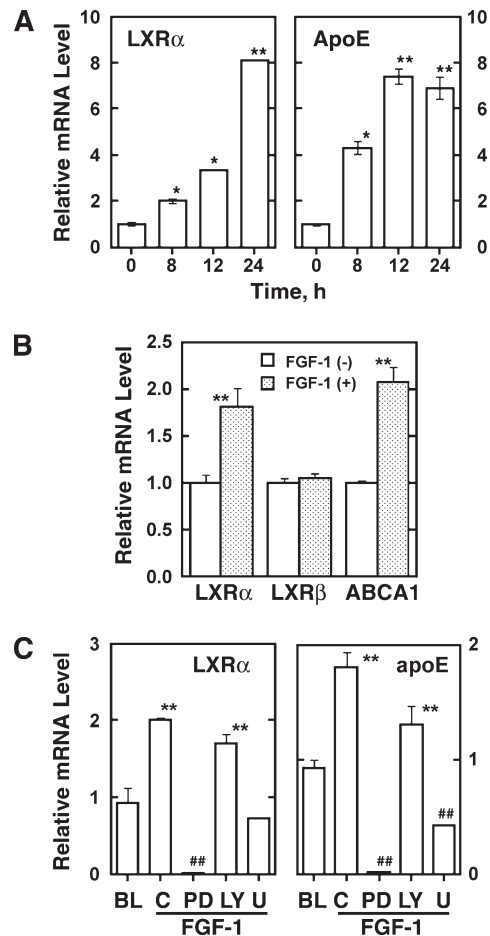 A
LXRα
ApoE
Relative mRNA Level
10
8
6
4
2
0
*
*
**
*
**
**
10
8
6
4
2
0
0 8 12 24
0 8 12 24
Time, h
B
Relative mRNA Level
2.5
2.0
1.5
1.0
0.5
0.0
FGF-1 (-)
FGF-1 (+)
**
**
LXRα LXRβ ABCA1
C
Relative mRNA Level
3
2
1
0
LXRα
**
##
**
apoE
**
##
**
##
2
1
0
BL C PD LY U
FGF-1
BL C PD LY U
FGF-1